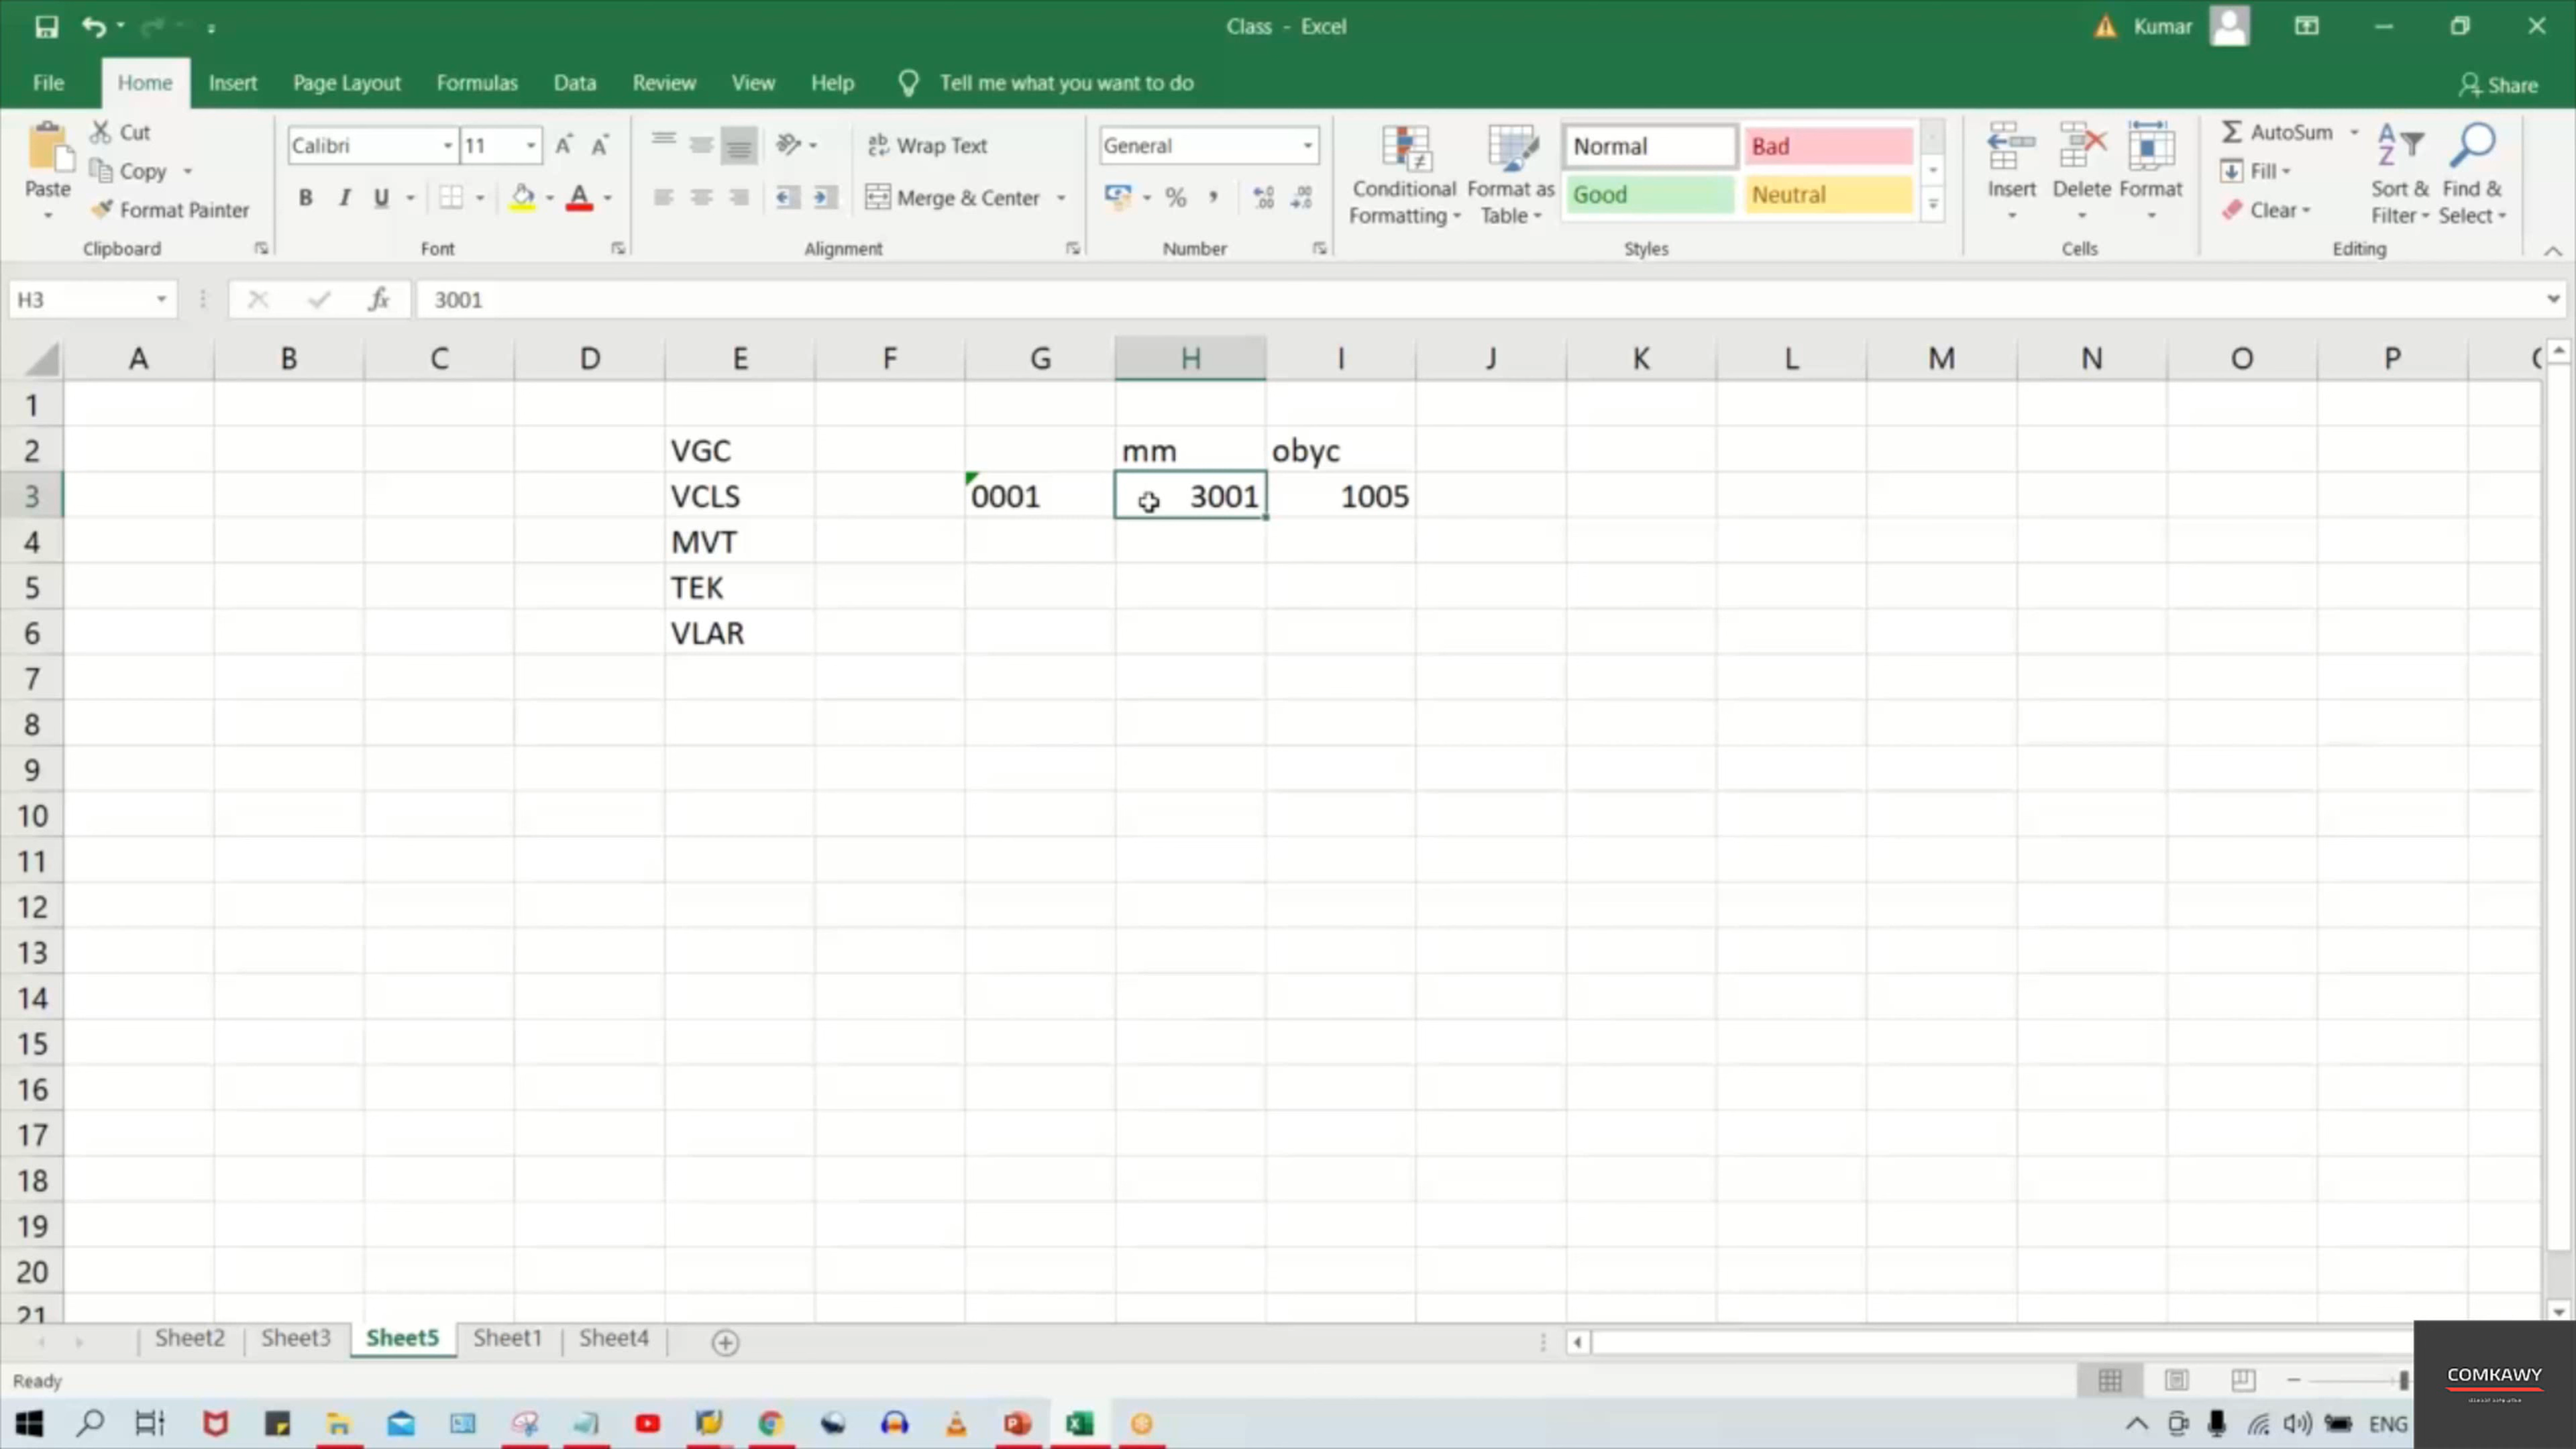 Class - Excel
Kumar
File Home Insert Page Layout Formulas Data Review View Help Tell me what you want to do Share
Paste
Cut
Copy
Format Painter
Clipboard
Calibri 11
B I U
Font
Wrap Text
Merge & Center
Alignment
General
Number
Conditional Formatting
Format as Table
Normal Bad
Good Neutral
Styles
Insert Delete Format
Cells
AutoSum
Fill
Clear
Sort & Filter
Find & Select
Editing
H3 fx 3001
A B C D E F G H I J K L M N O P
1
2 VGC mm obyc
3 VCLS 0001 3001 1005
4 MVT
5 TEK
6 VLAR
7
8
9
10
11
12
13
14
15
16
17
18
19
20
21
Sheet2 Sheet3 Sheet5 Sheet1 Sheet4
Ready
COMKAWY
ENG